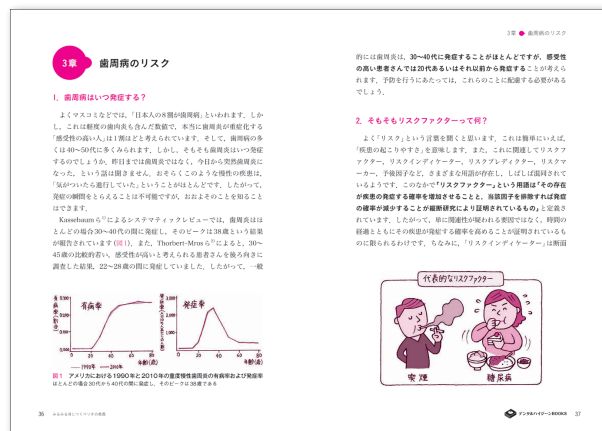 3章
歯周病のリスク
1. 歯周病はいつ発症する？
よくマスコミなどでは，「日本人の8割が歯周病」といわれます．しか
し，これは軽度の歯肉炎も含んだ数値で，本当に歯周炎が重症化する
「感受性の高い人」は1割ほどと考えられています．そして，歯周病の多
くは40〜50代に多くみられます．しかし，そもそも歯周炎はいつ発症
するのでしょうか．昨日までは歯周炎ではなく，今日から突然歯周炎に
なった，という話は聞きません．おそらくこのような慢性の疾患は，
「気がついたら進行していた」ということがほとんどです．したがって，
発症の瞬間をとらえることは不可能ですが，おおよそのことを知ること
はできます．
Kassebaumら によるシステマティックレビューでは，歯周炎はほ
とんどの場合30〜40代の間に発症し，そのピークは38歳という結果
が報告されています（図1）．また，Thorbert-Mrosら によると，30〜
45歳の比較的若い，感受性が高いと考えられる患者さんを後ろ向きに
調査した結果，22〜28歳の間に発症していました．したがって，一般
有病率
0
20
40
60
80
年齢(歳)
発症率
0
20
40
60
80
年齢(歳)
1990年
2010年
図1 アメリカにおける1990年と2010年の重度慢性歯周炎の有病率および発症率
ほとんどの場合30代から40代の間に発症し，そのピークは38歳である
36
3章 歯周病のリスク
的には歯周炎は，30〜40代に発症することがほとんどですが，感受性
の高い患者さんでは20代あるいはそれ以前から発症することが考えら
れます．予防を行うにあたっては，これらのことに配慮する必要がある
でしょう．
2. そもそもリスクファクターって何？
よく「リスク」という言葉を聞くと思います．これは簡単にいえば，
「疾患の起こりやすさ」を意味します．また，これに関連してリスクフ
ァクター，リスクインディケーター，リスクプレディクター，リスクマ
ーカー，予後因子など，さまざまな用語が存在し，しばしば混同されて
いるようです．このなかで「リスクファクター」という用語は「その存在
が疾患の発症する確率を増加させることと，当該因子を排除すれば発症
の確率が減少することが縦断研究により証明されているもの」と定義さ
れています．したがって，単に関連性が疑われる要因ではなく，時間の
経過とともにその疾患が発症する確率を高めることが証明されているも
のに限られるわけです．ちなみに，「リスクインディケーター」は断面
代表的なリスクファクター
喫煙
糖尿病
デンタルハイジーンBOOKS
37